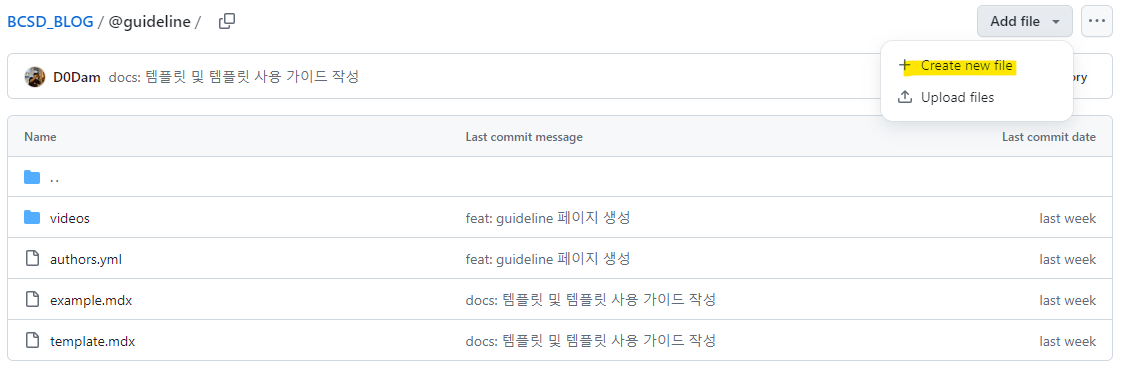 BCSD_BLOG / @guideline /
Add file
D0Dam docs: 템플릿 및 템플릿 사용 가이드 작성
Create new file
Upload files
Name Last commit message Last commit date
..
videos feat: guideline 페이지 생성 last week
authors.yml feat: guideline 페이지 생성 last week
example.mdx docs: 템플릿 및 템플릿 사용 가이드 작성 last week
template.mdx docs: 템플릿 및 템플릿 사용 가이드 작성 last week